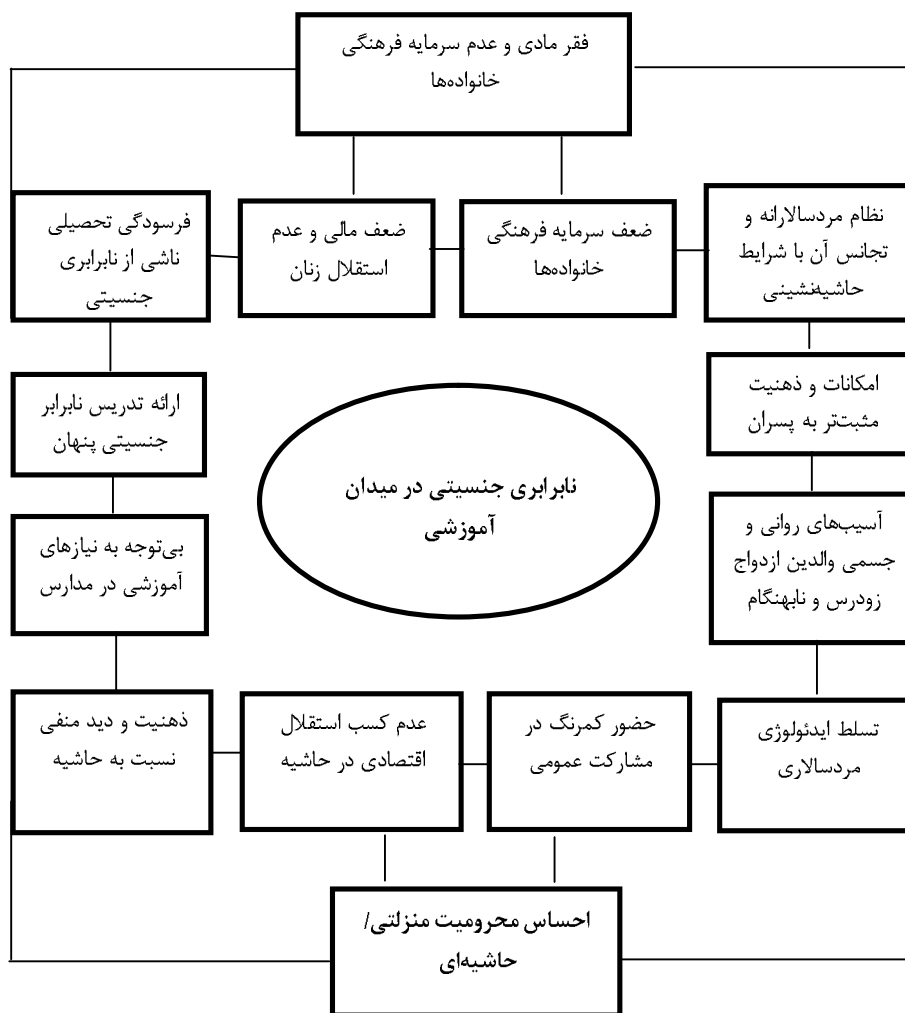 فقر مادی و عدم سرمایه فرهنگی
خانواده‌ها
نظام مردسالارانه و
تجانس آن با شرایط
حاشیه‌نشینی
ضعف سرمایه فرهنگی
خانواده‌ها
ضعف مالی و عدم
استقلال زنان
فرسودگی تحصیلی
ناشی از نابرابری
جنسیتی
امکانات و ذهنیت
مثبت‌تر به پسران
ارائه تدریس نابرابر
جنسیتی پنهان
نابرابری جنسیتی در میدان
آموزشی
آسیب‌های روانی و
جسمی والدین ازدواج
زودرس و نابهنگام
بی‌توجه به نیازهای
آموزشی در مدارس
تسلط ایدئولوژی
مردسالاری
حضور کمرنگ در
مشارکت عمومی
عدم کسب استقلال
اقتصادی در حاشیه
ذهنیت و دید منفی
نسبت به حاشیه
احساس محرومیت منزلتی/
حاشیه‌ای